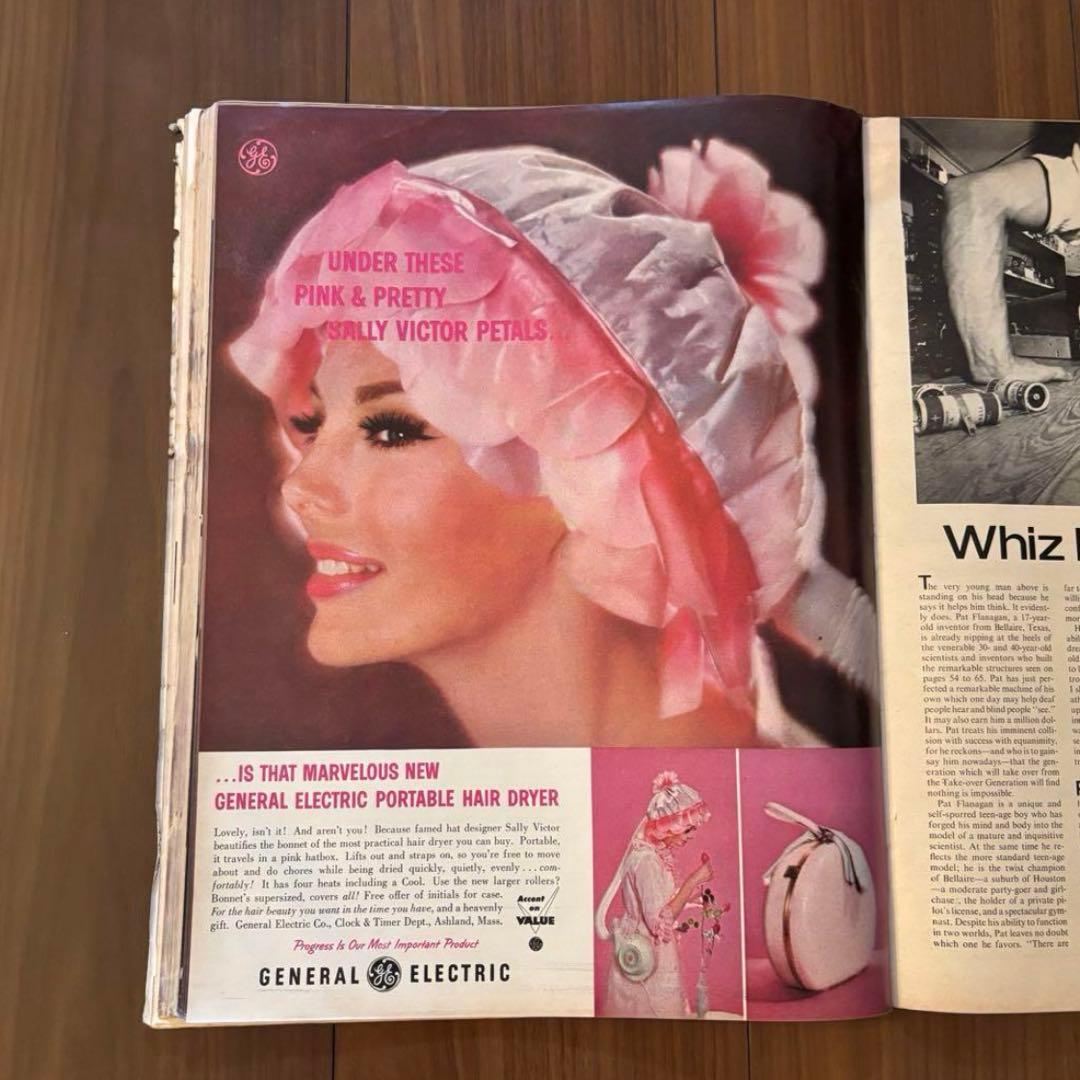 GE
UNDER THESE
PINK & PRETTY
SALLY VICTOR PETALS...
...IS THAT MARVELOUS NEW
GENERAL ELECTRIC PORTABLE HAIR DRYER
Lovely, isn't it! And aren't you! Because famed hat designer Sally Victor
beautifies the bonnet of the most practical hair dryer you can buy. Portable,
it travels in a pink hatbox. Lifts out and straps on, so you're free to move
about and do chores while being dried quickly, quietly, evenly . . . com-
fortably! It has four heats including a Cool. Use the new larger rollers?
Bonnet's supersized, covers all! Free offer of initials for case.
For the hair beauty you want in the time you have, and a heavenly
gift. General Electric Co., Clock & Timer Dept., Ashland, Mass.
Accent
on
VALUE
Progress Is Our Most Important Product
GENERAL GE ELECTRIC
Whiz
The very young man above is
standing on his head because he
says it helps him think. It evident-
ly does. Pat Flanagan, a 17-year-
old inventor from Bellaire, Texas,
is already nipping at the heels of
the venerable 30- and 40-year-old
scientists and inventors who built
the remarkable structures seen on
pages 54 to 65. Pat has just per-
fected a remarkable machine of his
own which one day may help deaf
people hear and blind people "see."
It may also earn him a million dol-
lars. Pat treats his imminent colli-
sion with success with equanimity,
for he reckons—and who is to gain-
say him nowadays—that the gen-
eration which will take over from
the Take-over Generation will find
nothing is impossible.
Pat Flanagan is a unique and
self-spurred teen-age boy who has
forged his mind and body into the
model of a mature and inquisitive
scientist. At the same time he re-
flects the more standard teen-age
model; he is the twist champion
of Bellaire—a suburb of Houston
—a moderate party-goer and girl-
chaser, the holder of a private pi-
lot's license, and a spectacular gym-
nast. Despite his ability to function
in two worlds, Pat leaves no doubt
which one he favors. "There are